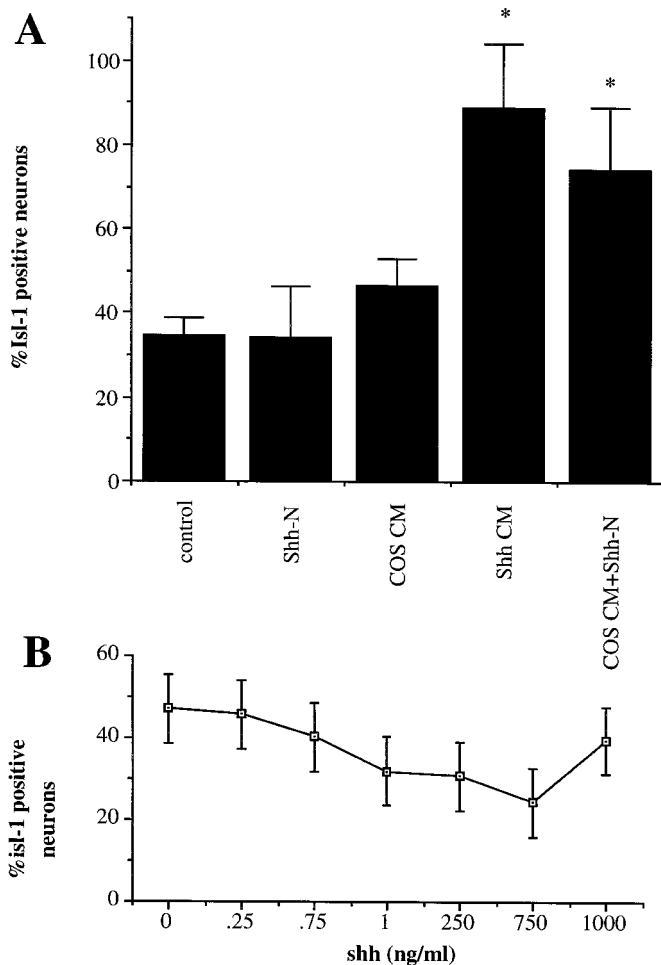 A
%Isl-1 positive neurons
100
80
60
40
20
0
*
*
control
Shh-N
COS CM
Shh CM
COS CM+Shh-N
B
%isl-1 positive
neurons
60
40
20
0
0 .25 .75 1 250 750 1000
shh (ng/ml)